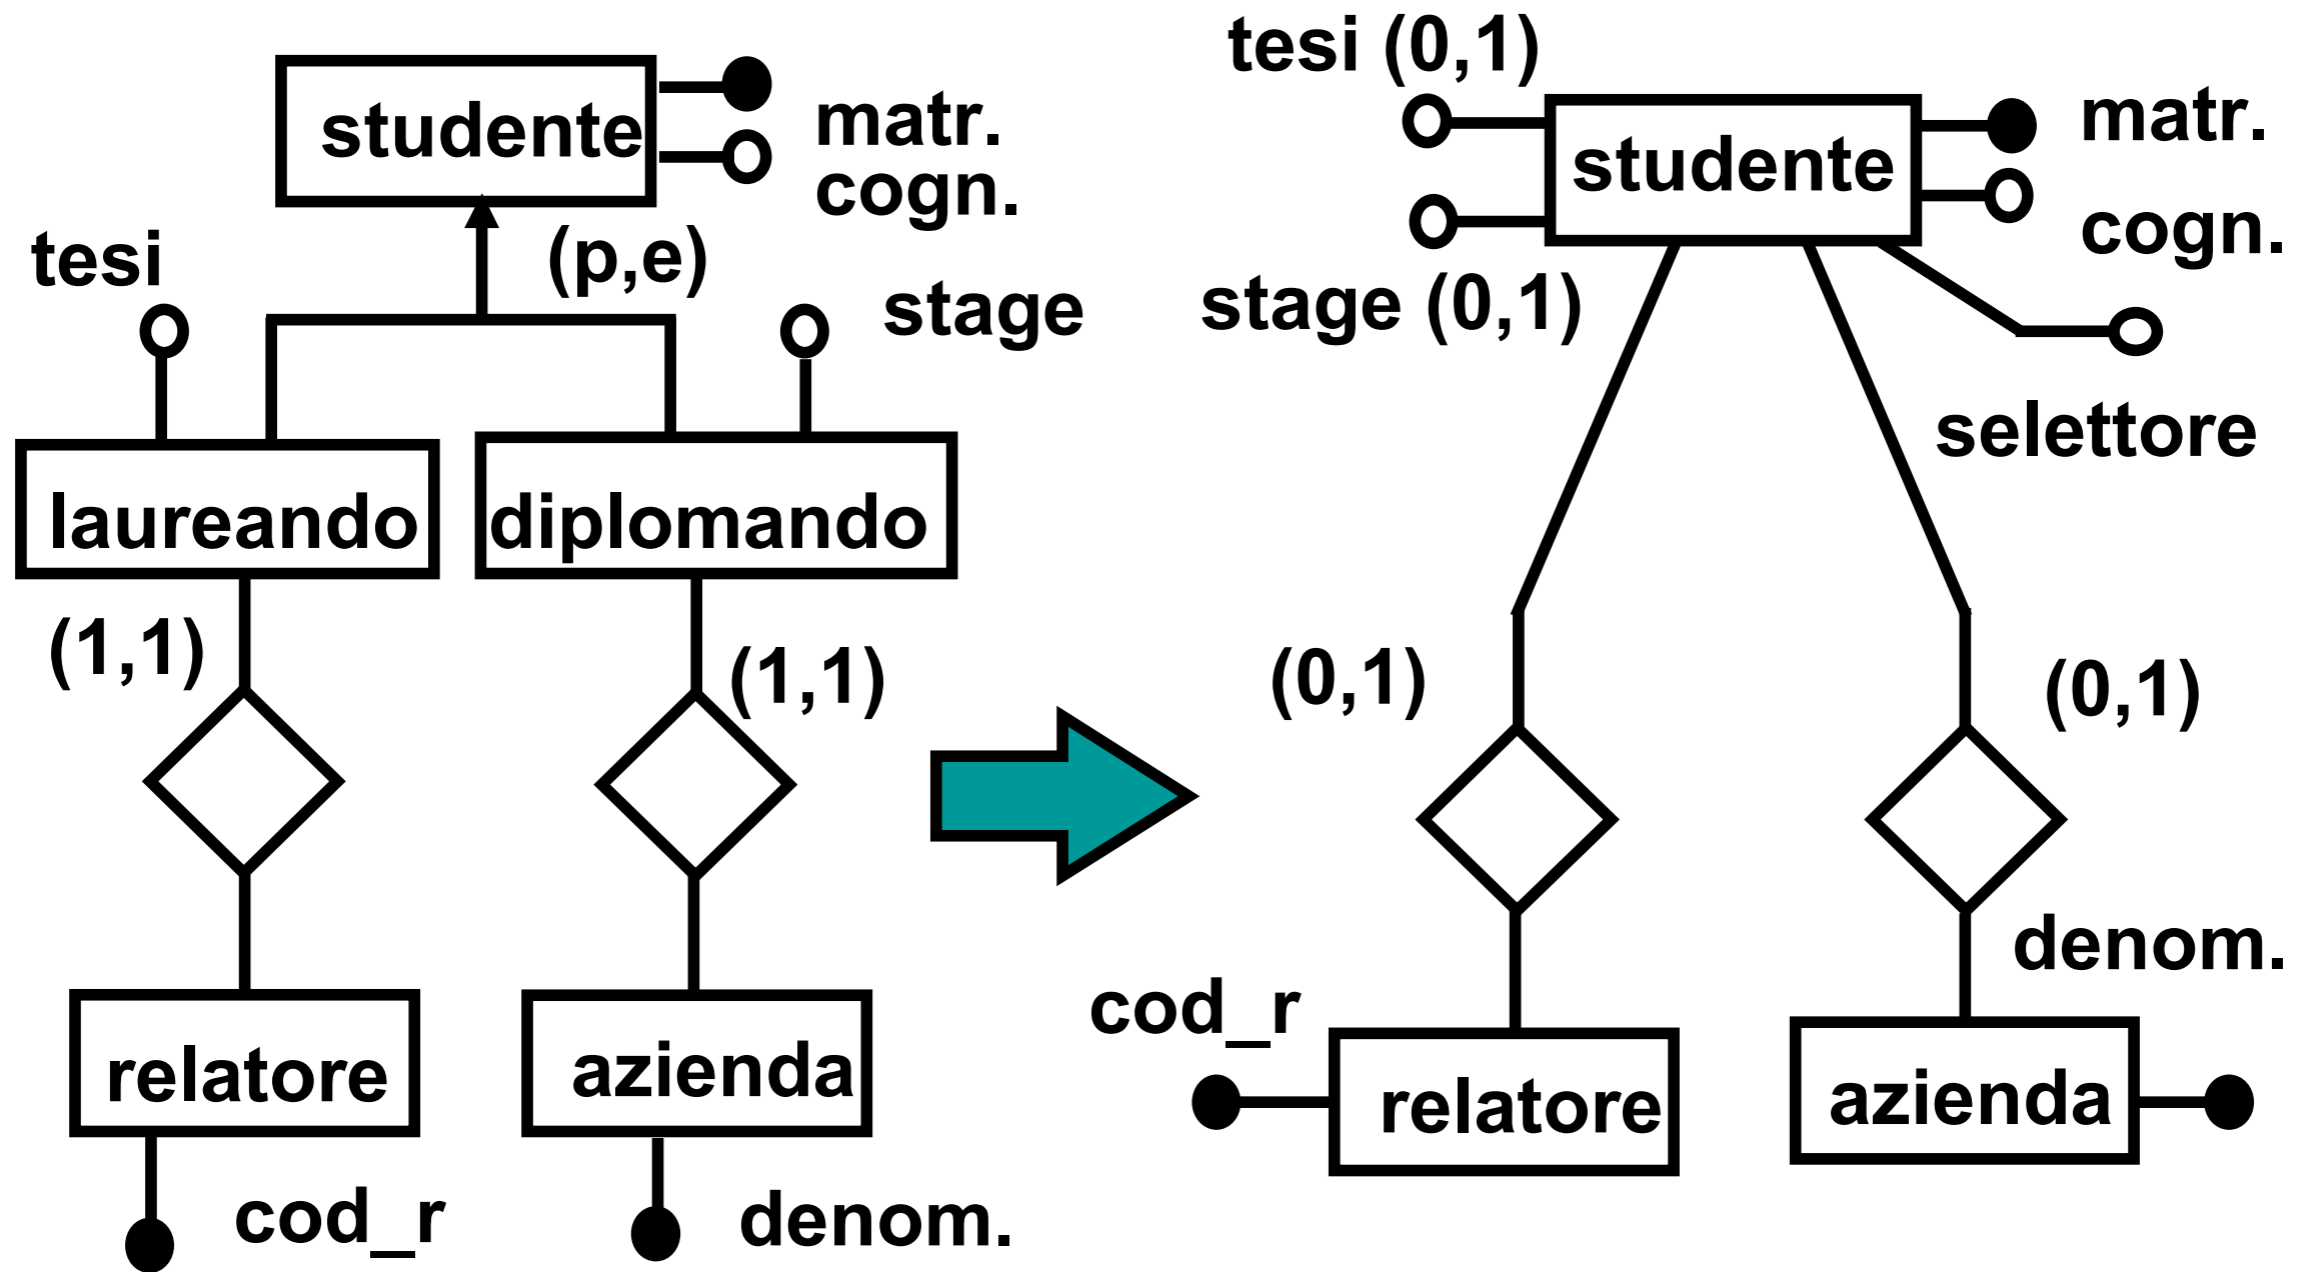 studente
matr.
cogn.
(p,e)
tesi
stage
laureando
diplomando
(1,1)
(1,1)
relatore
azienda
cod_r
denom.
tesi (0,1)
studente
matr.
cogn.
stage (0,1)
selettore
(0,1)
(0,1)
denom.
cod_r
relatore
azienda